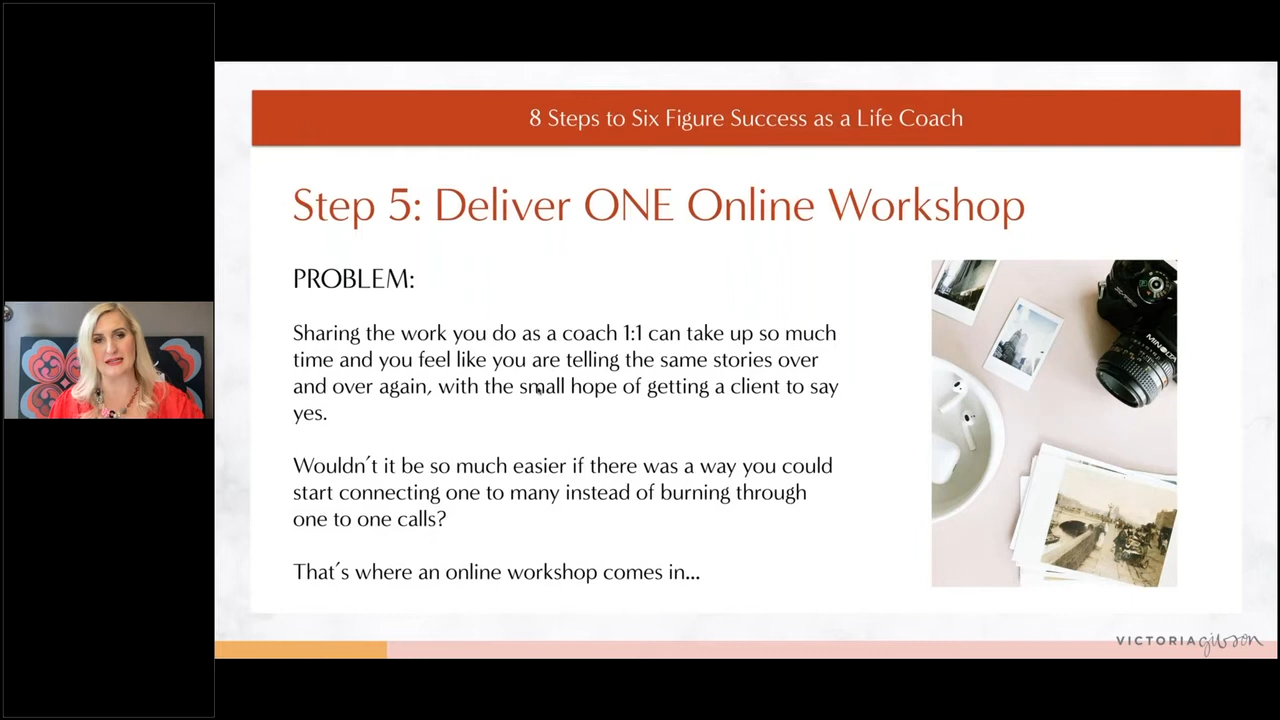 8 Steps to Six Figure Success as a Life Coach
Step 5: Deliver ONE Online Workshop
PROBLEM:
Sharing the work you do as a coach 1:1 can take up so much
time and you feel like you are telling the same stories over
and over again, with the small hope of getting a client to say
yes.
Wouldn't it be so much easier if there was a way you could
start connecting one to many instead of burning through
one to one calls?
That's where an online workshop comes in...
MINOLTA
VICTORIA gibson